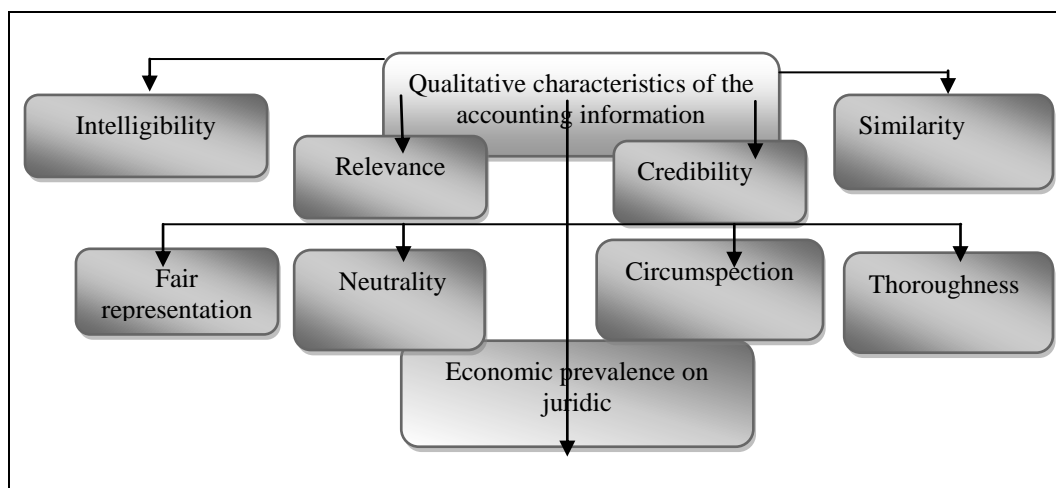 Qualitative characteristics of the
accounting information
Intelligibility
Similarity
Relevance
Credibility
Fair
representation
Neutrality
Circumspection
Thoroughness
Economic prevalence on
juridic